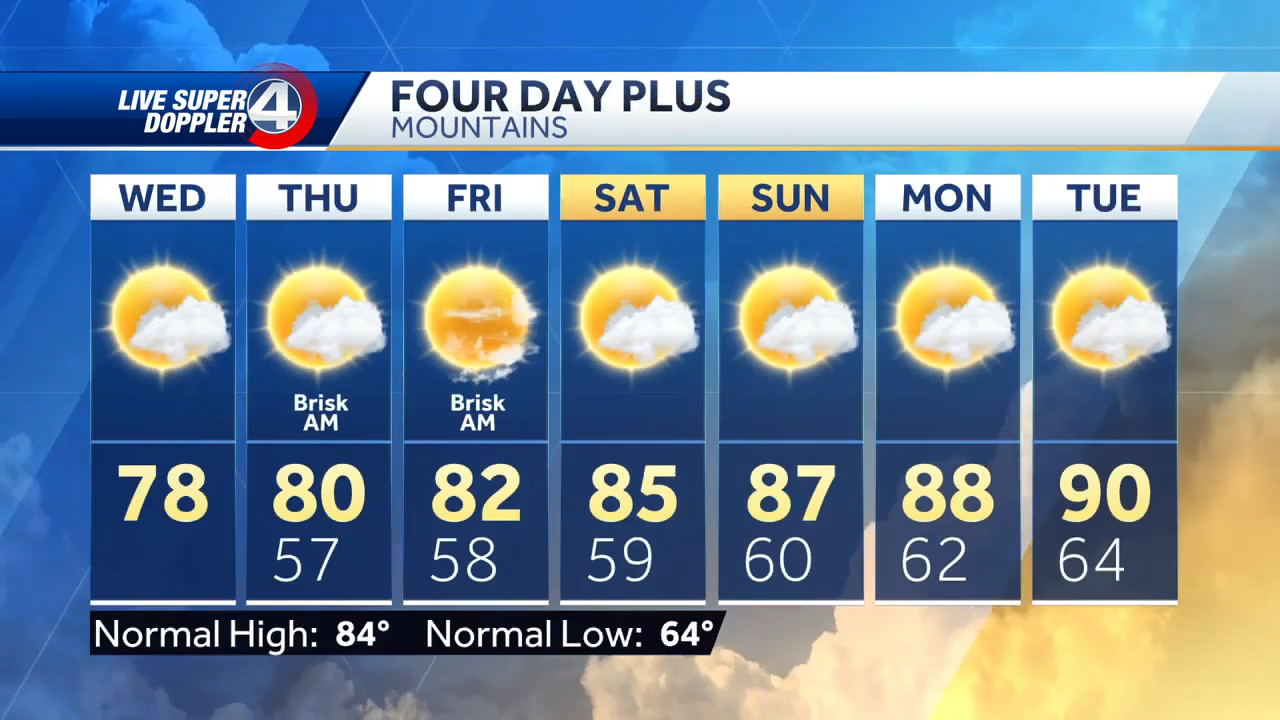 LIVE SUPER
DOPPLER 4
FOUR DAY PLUS
MOUNTAINS
WED THU FRI SAT SUN MON TUE
Brisk Brisk
AM AM
78 80 82 85 87 88 90
57 58 59 60 62 64
Normal High: 84° Normal Low: 64°